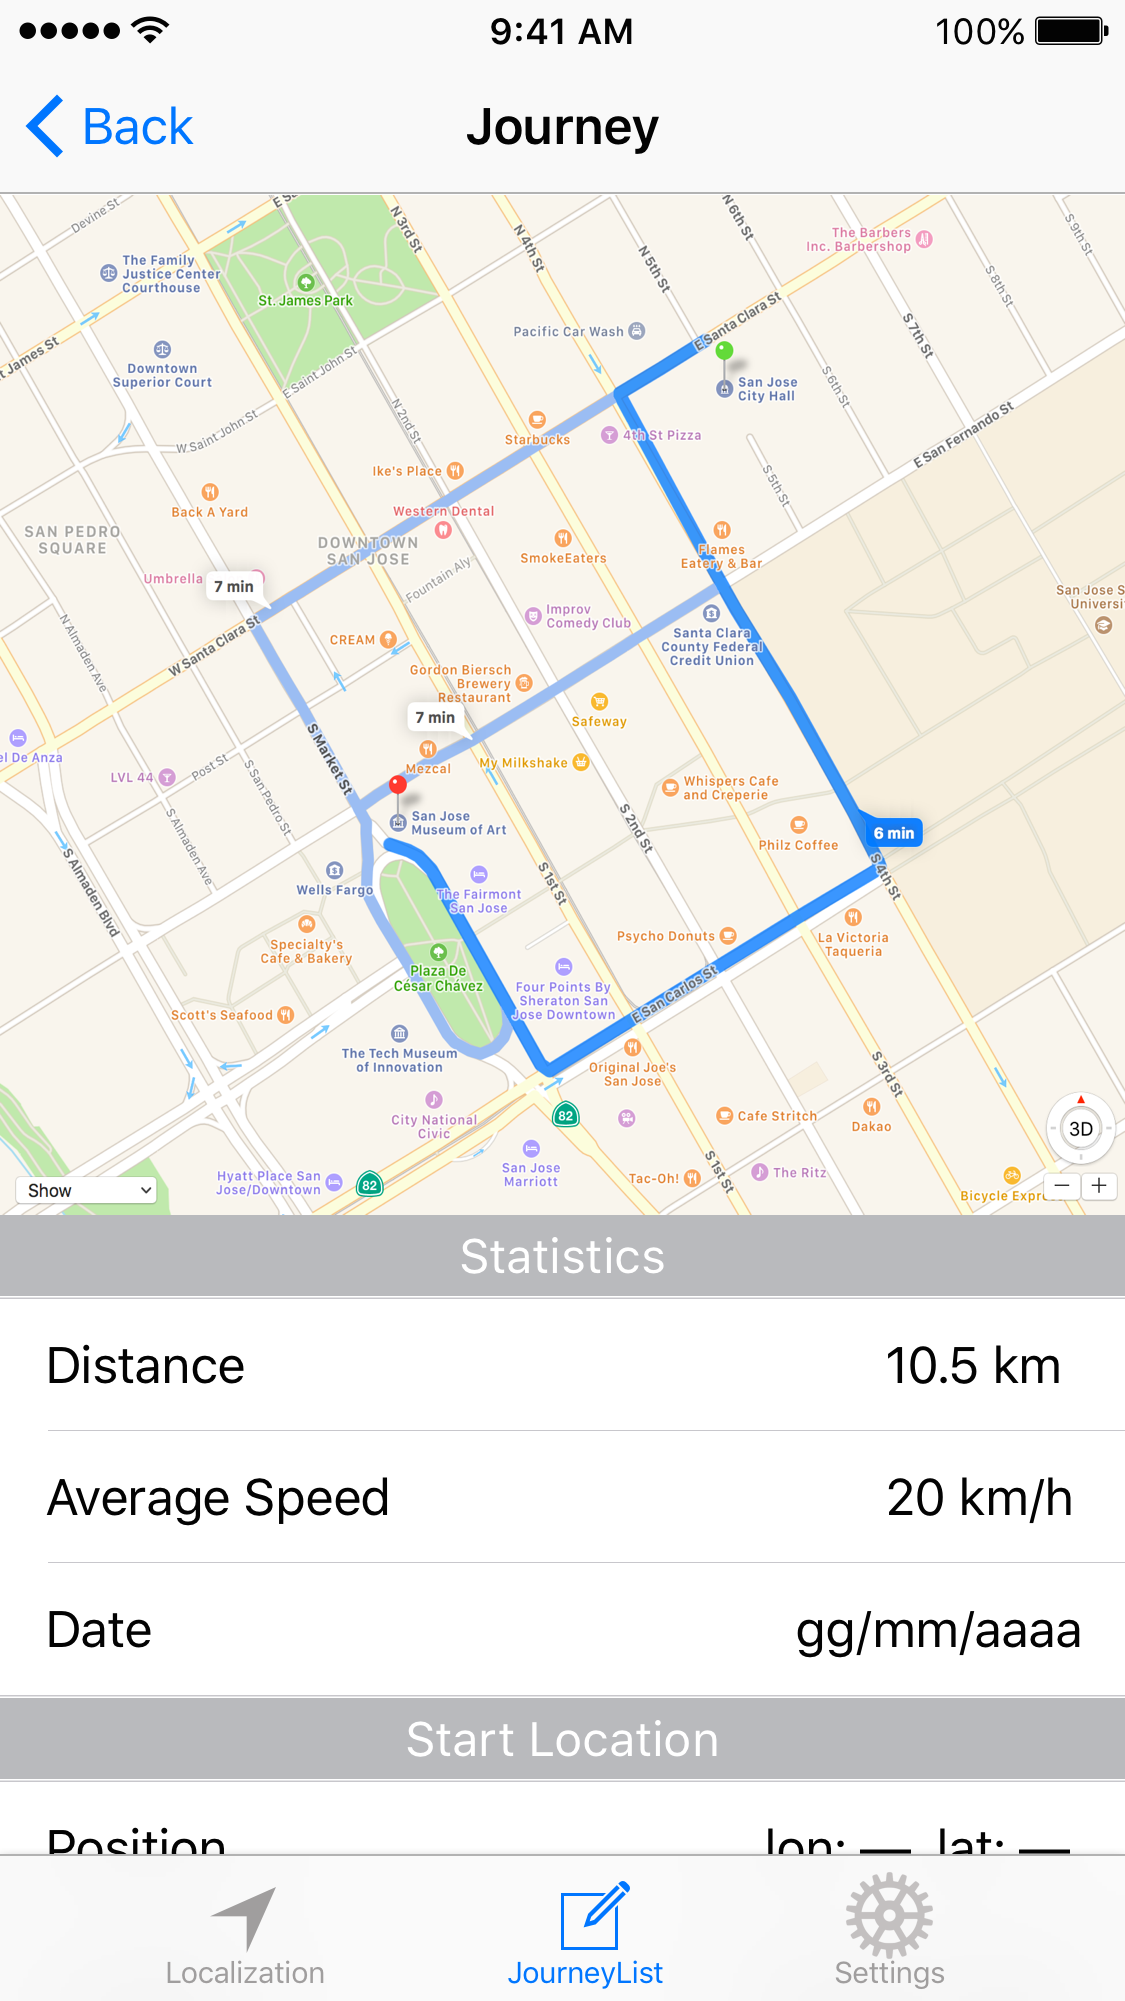 9:41 AM
100%
Back
Journey
Devine St
N 3rd St
N 4th St
N 5th St
N 6th St
The Barbers
Inc. Barbershop
S 8th St
S 9th St
The Family
Justice Center
Courthouse
St. James Park
E Santa Clara St
S 7th St
Pacific Car Wash
Downtown
Superior Court
E Saint John St
San Jose
City Hall
S 6th St
N 2nd St
W Saint John St
Starbucks
4th St Pizza
E San Fernando St
Ike's Place
S 5th St
Back A Yard
Western Dental
SAN PEDRO
SQUARE
DOWNTOWN
SAN JOSE
SmokeEaters
Flames
Eatery & Bar
Umbrella
7 min
Fountain Aly
Improv
Comedy Club
San Jose S
Universi
N Almaden Ave
W Santa Clara St
CREAM
Santa Clara
County Federal
Credit Union
Gordon Biersch
Brewery
Restaurant
7 min
Safeway
S Market St
el De Anza
LVL 44
Post St
Mezcal
My Milkshake
S San Pedro St
Whispers Cafe
and Creperie
S Almaden Ave
San Jose
Museum of Art
S 2nd St
Philz Coffee
6 min
S Almaden Blvd
Wells Fargo
The Fairmont
San Jose
S 1st St
S 4th St
Specialty's
Cafe & Bakery
Psycho Donuts
La Victoria
Taqueria
Plaza De
César Chávez
Four Points By
Sheraton San
Jose Downtown
E San Carlos St
Scott's Seafood
The Tech Museum
of Innovation
Original Joe's
San Jose
S 3rd St
City National
Civic
82
Cafe Stritch
Dakao
3D
San Jose
Marriott
Hyatt Place San
Jose/Downtown
82
Tac-Oh!
S 1st St
The Ritz
Bicycle Expre
Show
Statistics
Distance
10.5 km
Average Speed
20 km/h
Date
gg/mm/aaaa
Start Location
Position
lon: __ lat: __
Localization
JourneyList
Settings